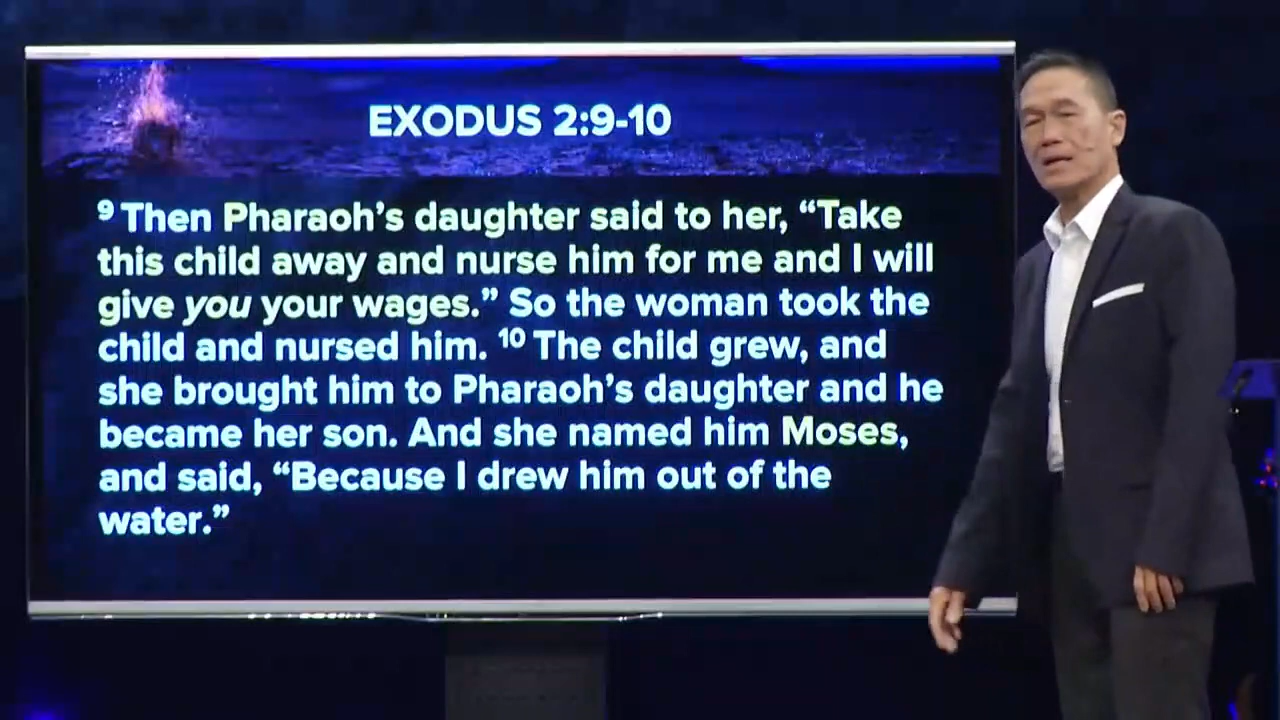 EXODUS 2:9-10
⁹ Then Pharaoh’s daughter said to her, “Take
this child away and nurse him for me and I will
give you your wages.” So the woman took the
child and nursed him. ¹⁰ The child grew, and
she brought him to Pharaoh’s daughter and he
became her son. And she named him Moses,
and said, “Because I drew him out of the
water.”